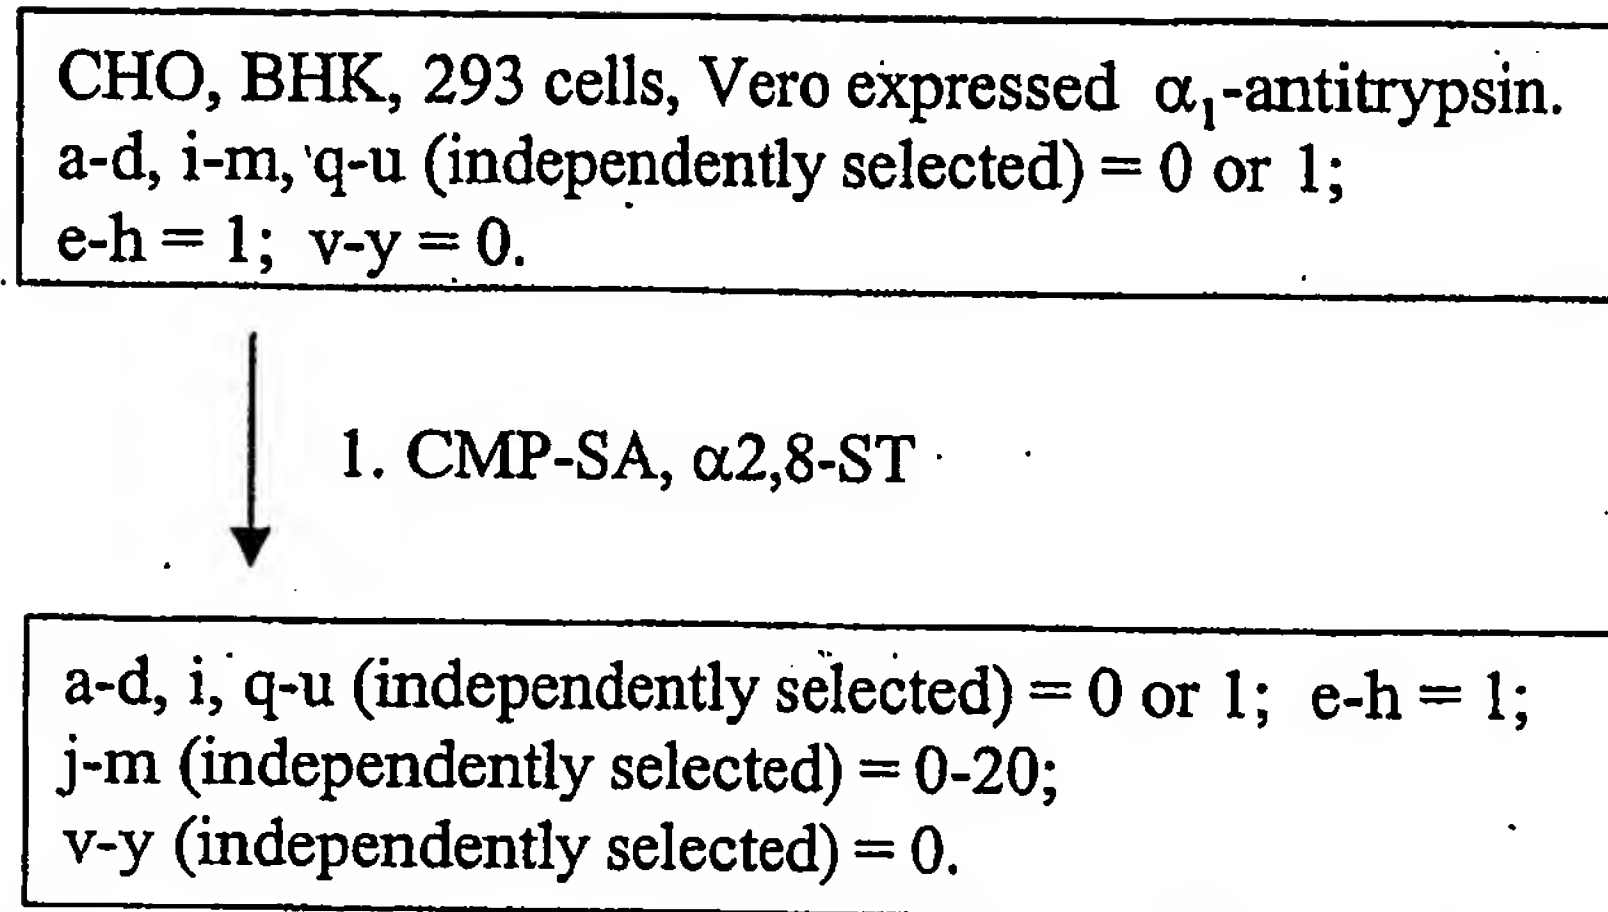 CHO, BHK, 293 cells, Vero expressed α₁-antitrypsin.
a-d, i-m, q-u (independently selected) = 0 or 1;
e-h = 1; v-y = 0.
1. CMP-SA, α2,8-ST
a-d, i, q-u (independently selected) = 0 or 1; e-h = 1;
j-m (independently selected) = 0-20;
v-y (independently selected) = 0.